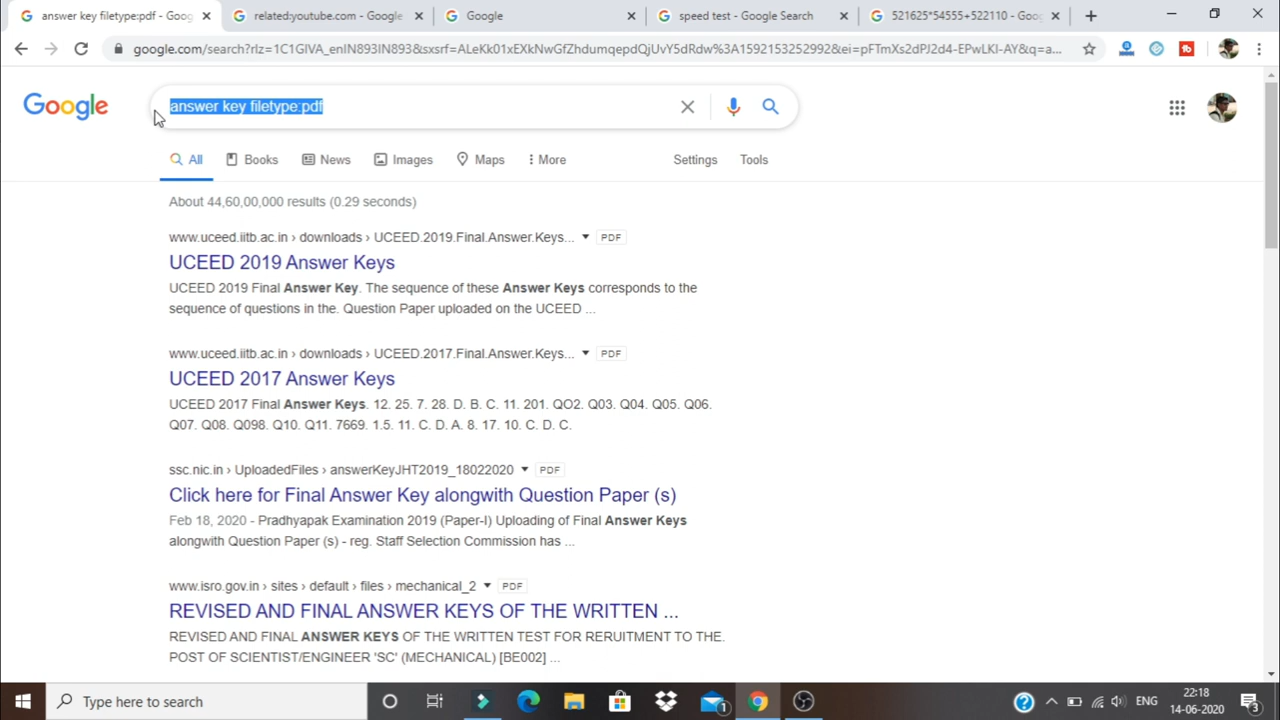 answer key filetype:pdf - Goog
related:youtube.com - Google
Google
speed test - Google Search
521625*54555+522110 - Goog
google.com/search?rlz=1C1GIVA_enIN893IN893&sxsrf=ALeKk01xEXkNwGfZhdumqepdQjUvY5dRdw%3A1592153252992&ei=pFTmXs2dPJ2d4-EPwLKI-AY&q=a...
Google
answer key filetype:pdf
All
Books
News
Images
Maps
More
Settings
Tools
About 44,60,00,000 results (0.29 seconds)
www.uceed.iitb.ac.in › downloads › UCEED.2019.Final.Answer.Keys... PDF
UCEED 2019 Answer Keys
UCEED 2019 Final Answer Key. The sequence of these Answer Keys corresponds to the
sequence of questions in the. Question Paper uploaded on the UCEED ...
www.uceed.iitb.ac.in › downloads › UCEED.2017.Final.Answer.Keys... PDF
UCEED 2017 Answer Keys
UCEED 2017 Final Answer Keys. 12. 25. 7. 28. D. B. C. 11. 201. QO2. Q03. Q04. Q05. Q06.
Q07. Q08. Q098. Q10. Q11. 7669. 1.5. 11. C. D. A. 8. 17. 10. C. D. C.
ssc.nic.in › UploadedFiles › answerKeyJHT2019_18022020 PDF
Click here for Final Answer Key alongwith Question Paper (s)
Feb 18, 2020 - Pradhyapak Examination 2019 (Paper-I) Uploading of Final Answer Keys
alongwith Question Paper (s) - reg. Staff Selection Commission has ...
www.isro.gov.in › sites › default › files › mechanical_2 PDF
REVISED AND FINAL ANSWER KEYS OF THE WRITTEN ...
REVISED AND FINAL ANSWER KEYS OF THE WRITTEN TEST FOR RERUITMENT TO THE.
POST OF SCIENTIST/ENGINEER 'SC' (MECHANICAL) [BE002] ...
Type here to search
1
ENG
22:18
14-06-2020
3